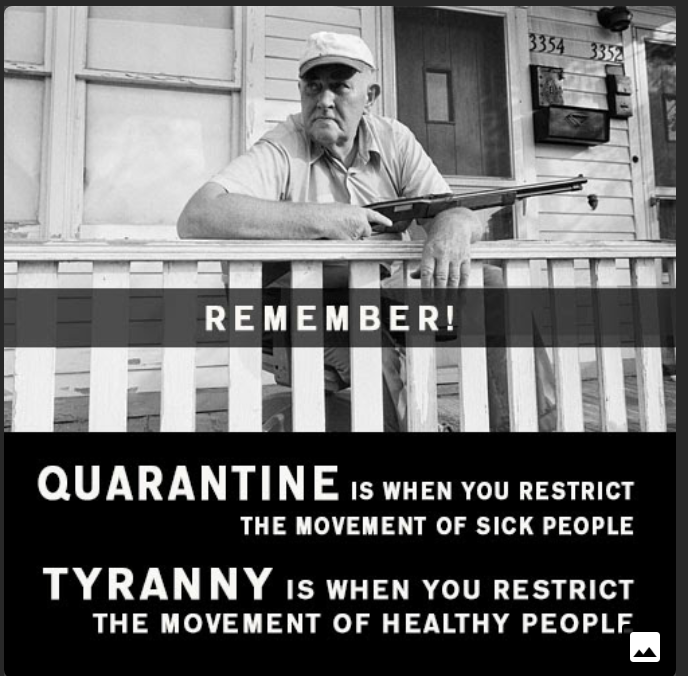 3354 3352
REMEMBER!
QUARANTINE IS WHEN YOU RESTRICT
THE MOVEMENT OF SICK PEOPLE
TYRANNY IS WHEN YOU RESTRICT
THE MOVEMENT OF HEALTHY PEOPLE